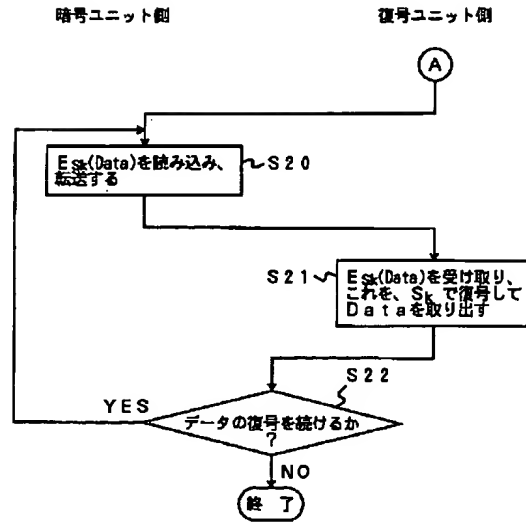 暗号ユニット側
復号ユニット側
A
E Sk(Data)を読み込み、
転送する
S20
S21
E Sk(Data)を受け取り、
これを、Skで復号して
Dataを取り出す
S22
YES
データの復号を続けるか
?
NO
終 了